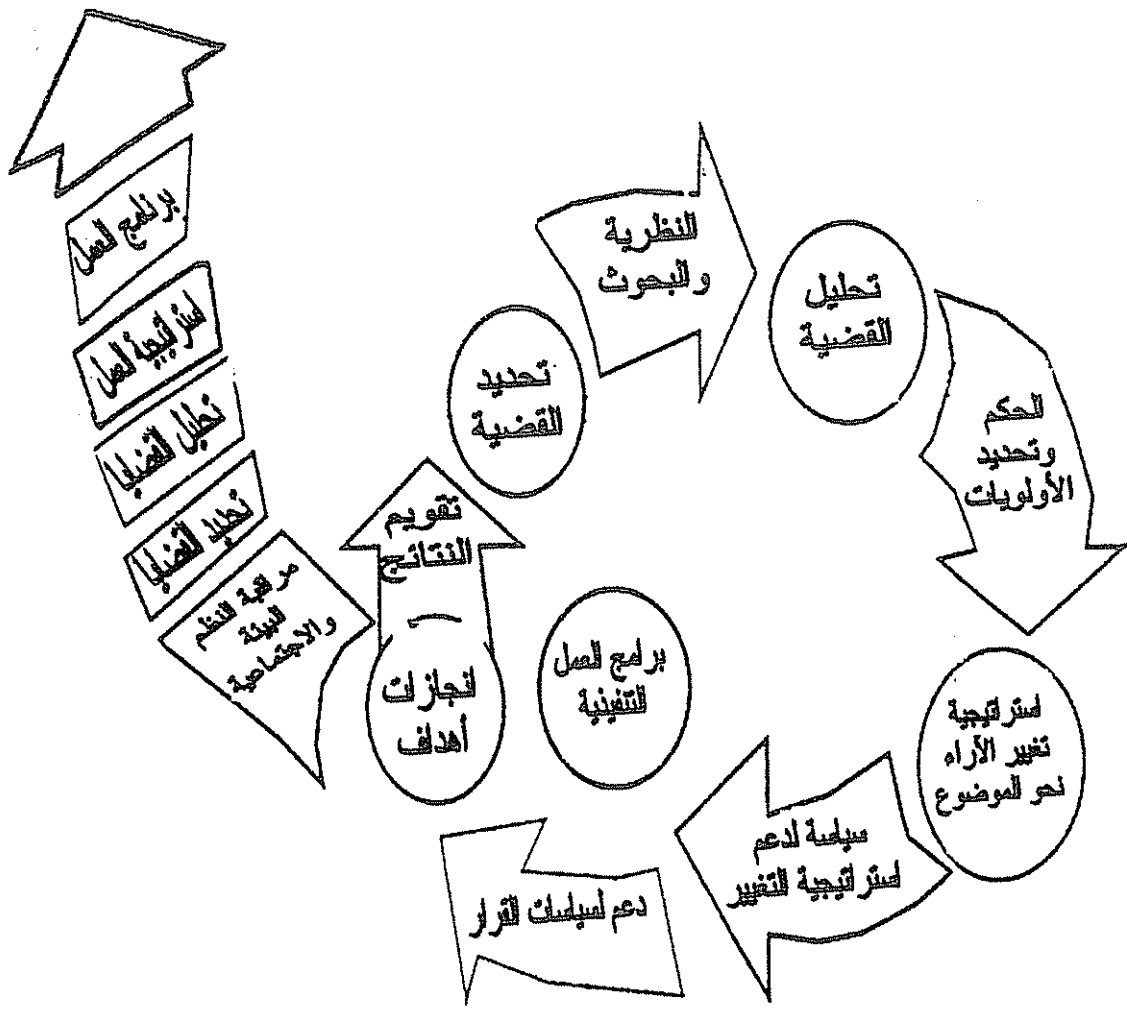 برنامج العمل
استراتيجية العمل
تحليل القضايا
تحديد القضايا
مراقبة النظم
البيئة
والاجتماعية
النظرية
والبحوث
تحليل
القضية
تحديد
القضية
الحكم
وتحديد
الأولويات
تقويم
النتائج
انجازات
أهداف
برامج العمل
التنفيذية
استراتيجية
تغيير الآراء
نحو الموضوع
سياسة لدعم
استراتيجية التغيير
دعم لسياسات القرار